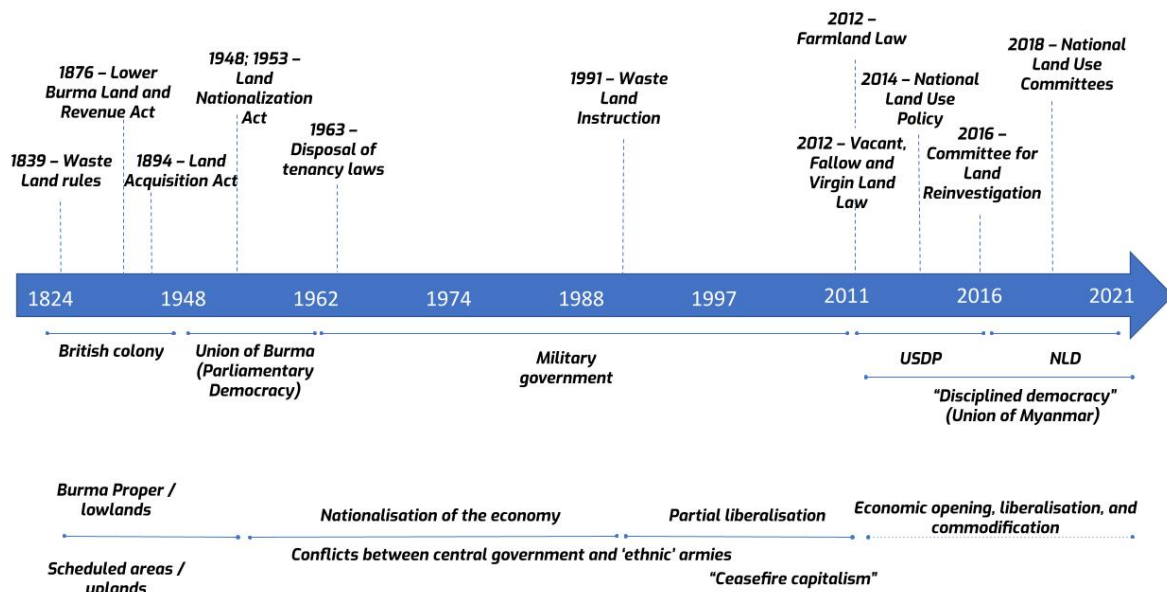 2012 –
Farmland Law
2018 – National
Land Use
Committees
1948; 1953 –
Land
Nationalization
Act
1876 – Lower
Burma Land and
Revenue Act
1991 – Waste
Land
Instruction
2014 – National
Land Use
Policy
1963 –
Disposal of
tenancy laws
2016 –
Committee for
Land
Reinvestigation
1839 – Waste
Land rules
1894 – Land
Acquisition Act
2012 – Vacant,
Fallow and
Virgin Land
Law
1824 1948 1962 1974 1988 1997 2011 2016 2021
British colony
Union of Burma
(Parliamentary
Democracy)
Military
government
USDP
NLD
“Disciplined democracy”
(Union of Myanmar)
Burma Proper /
lowlands
Nationalisation of the economy
Partial liberalisation
Economic opening, liberalisation, and
commodification
Conflicts between central government and ‘ethnic’ armies
Scheduled areas /
uplands
“Ceasefire capitalism”